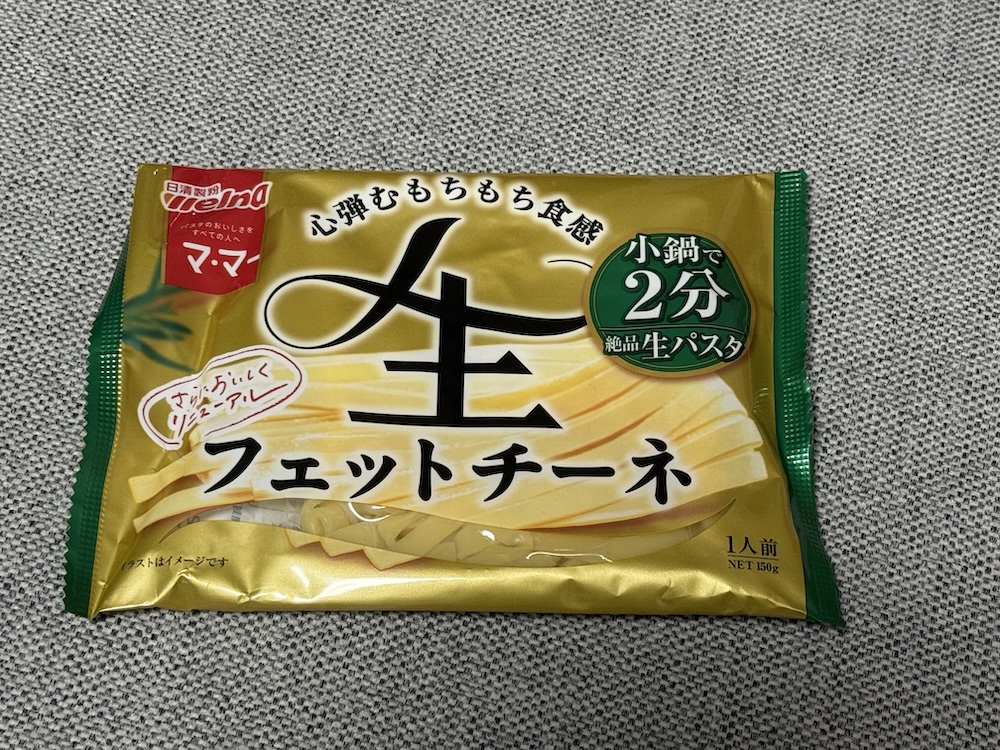 日清製粉
Welna
パスタのおいしさを
すべての人へ
マ・マー
心弾むもちもち食感
生
フェットチーネ
小鍋で
2分
絶品生パスタ
さらにおいしく
リニューアル
イラストはイメージです
1人前
NET 150g